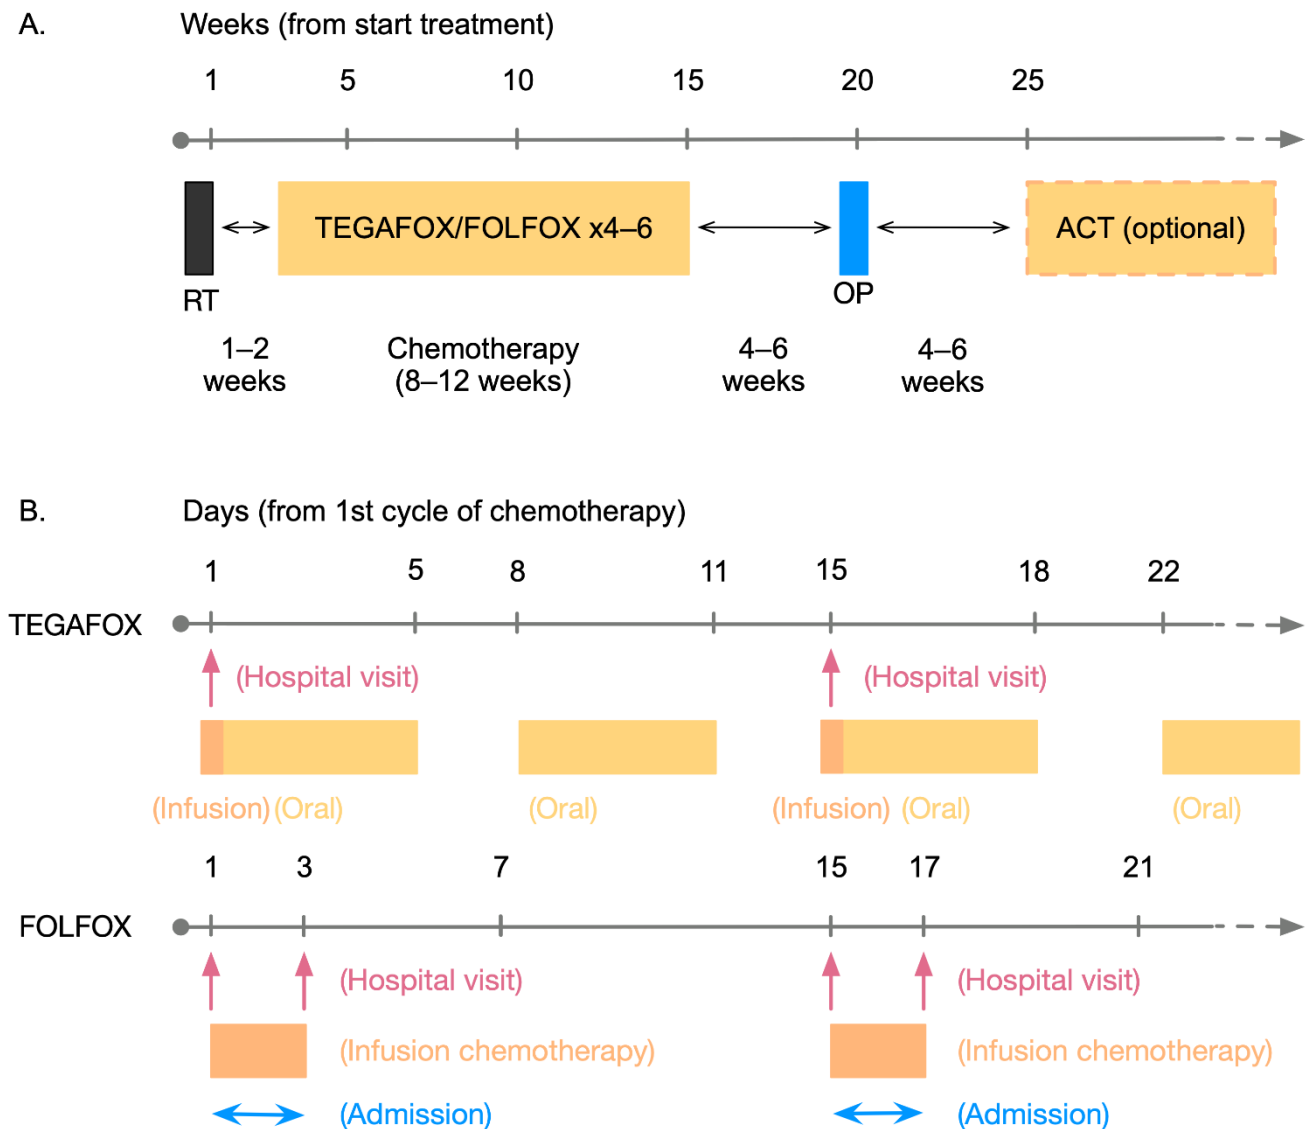 A.
Weeks (from start treatment)
1 5 10 15 20 25
TEGAFOX/FOLFOX x4–6
ACT (optional)
RT
OP
1–2
weeks
Chemotherapy
(8–12 weeks)
4–6
weeks
4–6
weeks
B.
Days (from 1st cycle of chemotherapy)
1 5 8 11 15 18 22
TEGAFOX
(Hospital visit) (Hospital visit)
(Infusion) (Oral) (Oral) (Infusion) (Oral) (Oral)
1 3 7 15 17 21
FOLFOX
(Hospital visit) (Hospital visit)
(Infusion chemotherapy) (Infusion chemotherapy)
(Admission) (Admission)